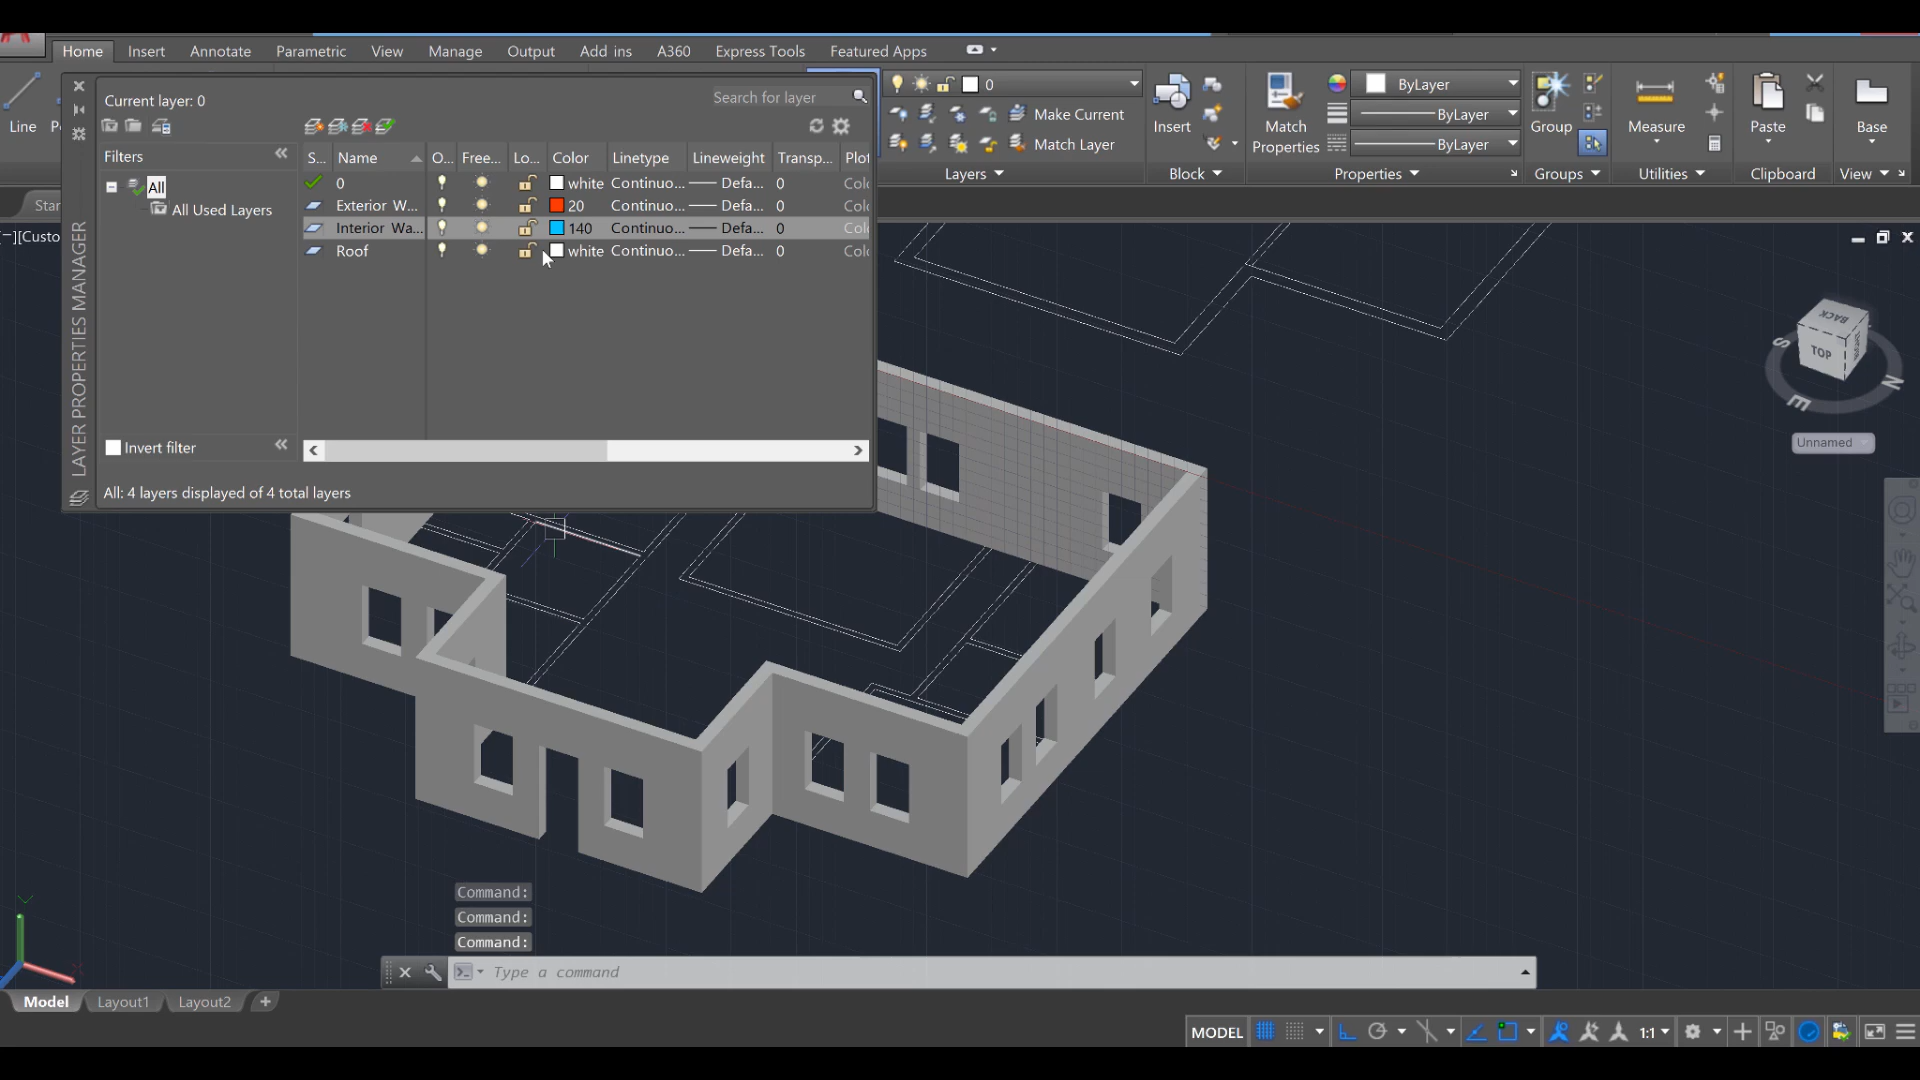 Home Insert Annotate Parametric View Manage Output Add ins A360 Express Tools Featured Apps
Line
Current layer: 0
Search for layer
Filters
All
All Used Layers
Invert filter
All: 4 layers displayed of 4 total layers
LAYER PROPERTIES MANAGER
S... Name O... Free... Lo... Color Linetype Lineweight Transp... Plot
0 white Continuo... Defa... 0
Exterior W... 20 Continuo... Defa... 0
Interior Wa... 140 Continuo... Defa... 0
Roof white Continuo... Defa... 0
0
Make Current
Match Layer
Layers
Insert
Block
Match
Properties
ByLayer
ByLayer
ByLayer
Properties
Group
Groups
Measure
Utilities
Paste
Clipboard
Base
View
Star
[−][Custo
BACK
TOP
S
E
N
Unnamed
Command:
Command:
Command:
Type a command
Model Layout1 Layout2
MODEL 1:1